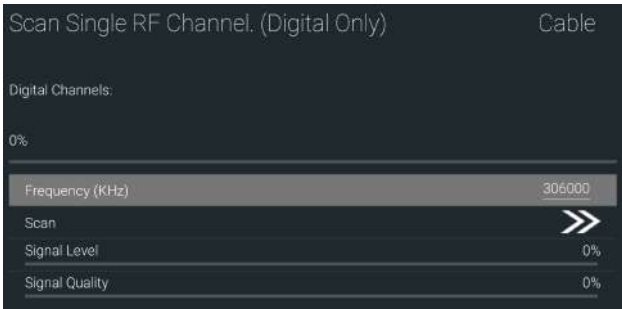 Scan Single RF Channel. (Digital Only) Cable
Digital Channels:
0%
Frequency (KHz) 306000
Scan
Signal Level 0%
Signal Quality 0%